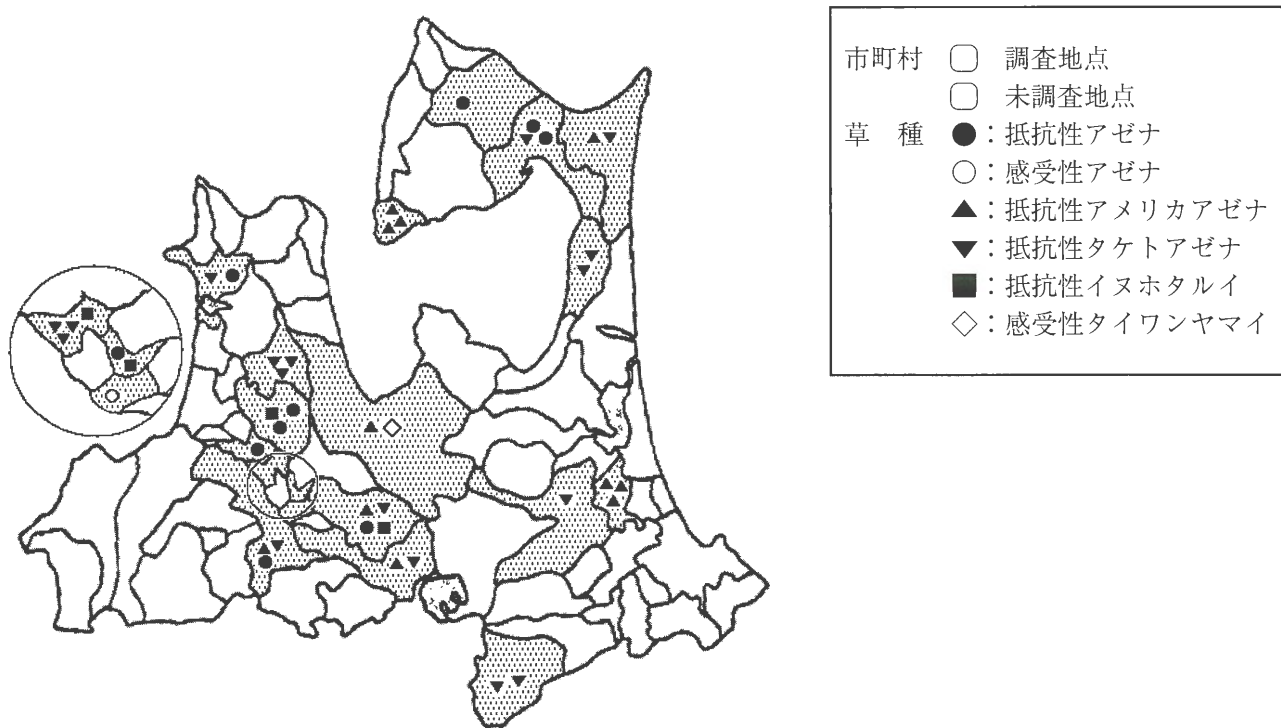 市町村 調査地点
未調査地点
草 種 ●：抵抗性アゼナ
○：感受性アゼナ
▲：抵抗性アメリカアゼナ
▼：抵抗性タケトアゼナ
■：抵抗性イヌホタルイ
◇：感受性タイワンヤマイ